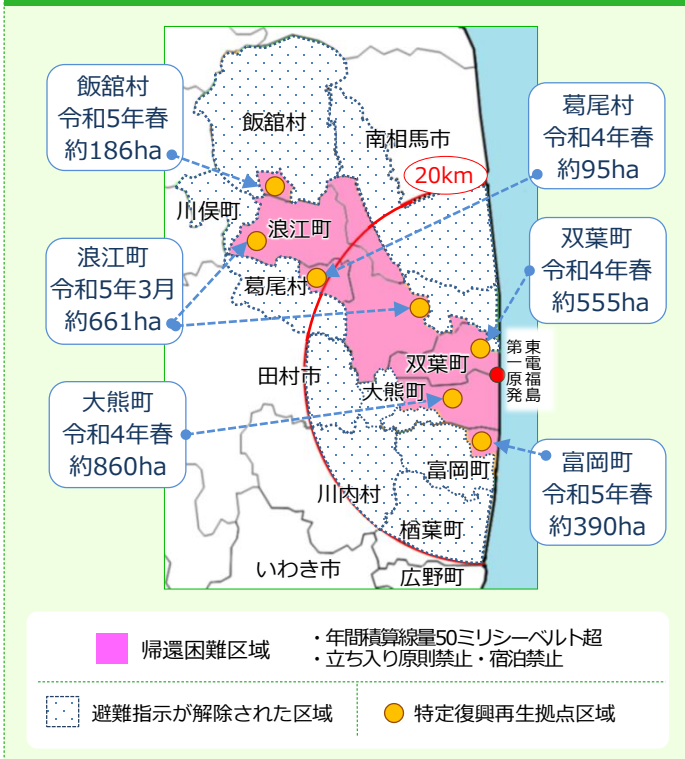 飯舘村
令和5年春
約186ha
葛尾村
令和4年春
約95ha
飯舘村
南相馬市
20km
川俣町
浪江町
浪江町
令和5年3月
約661ha
双葉町
令和4年春
約555ha
葛尾村
双葉町
東電福島
第一原発
田村市
大熊町
大熊町
令和4年春
約860ha
富岡町
令和5年春
約390ha
富岡町
川内村
楢葉町
いわき市
広野町
帰還困難区域
・年間積算線量50ミリシーベルト超
・立ち入り原則禁止・宿泊禁止
避難指示が解除された区域
特定復興再生拠点区域